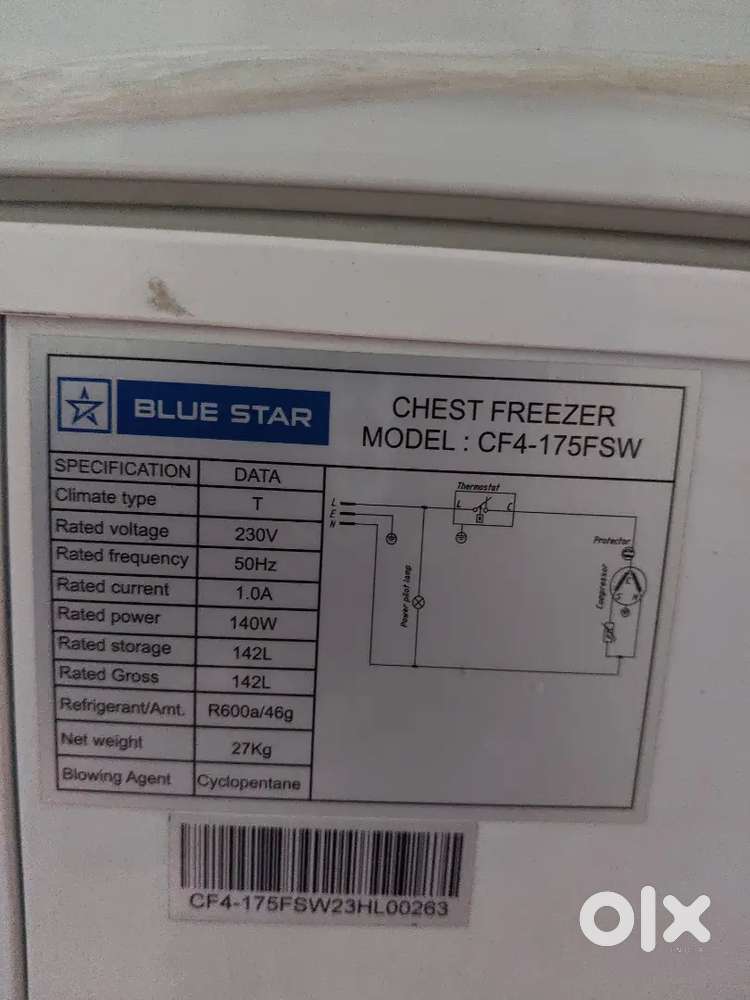 BLUE STAR
CHEST FREEZER
MODEL : CF4-175FSW
SPECIFICATION DATA
Climate type T
Rated voltage 230V
Rated frequency 50Hz
Rated current 1.0A
Rated power 140W
Rated storage 142L
Rated Gross 142L
Refrigerant/Amt. R600a/46g
Net weight 27Kg
Blowing Agent Cyclopentane
Thermostat
L
E
N
L C
Protector
Power pilot lamp
Compressor
CF4-175FSW23HL00263
olx